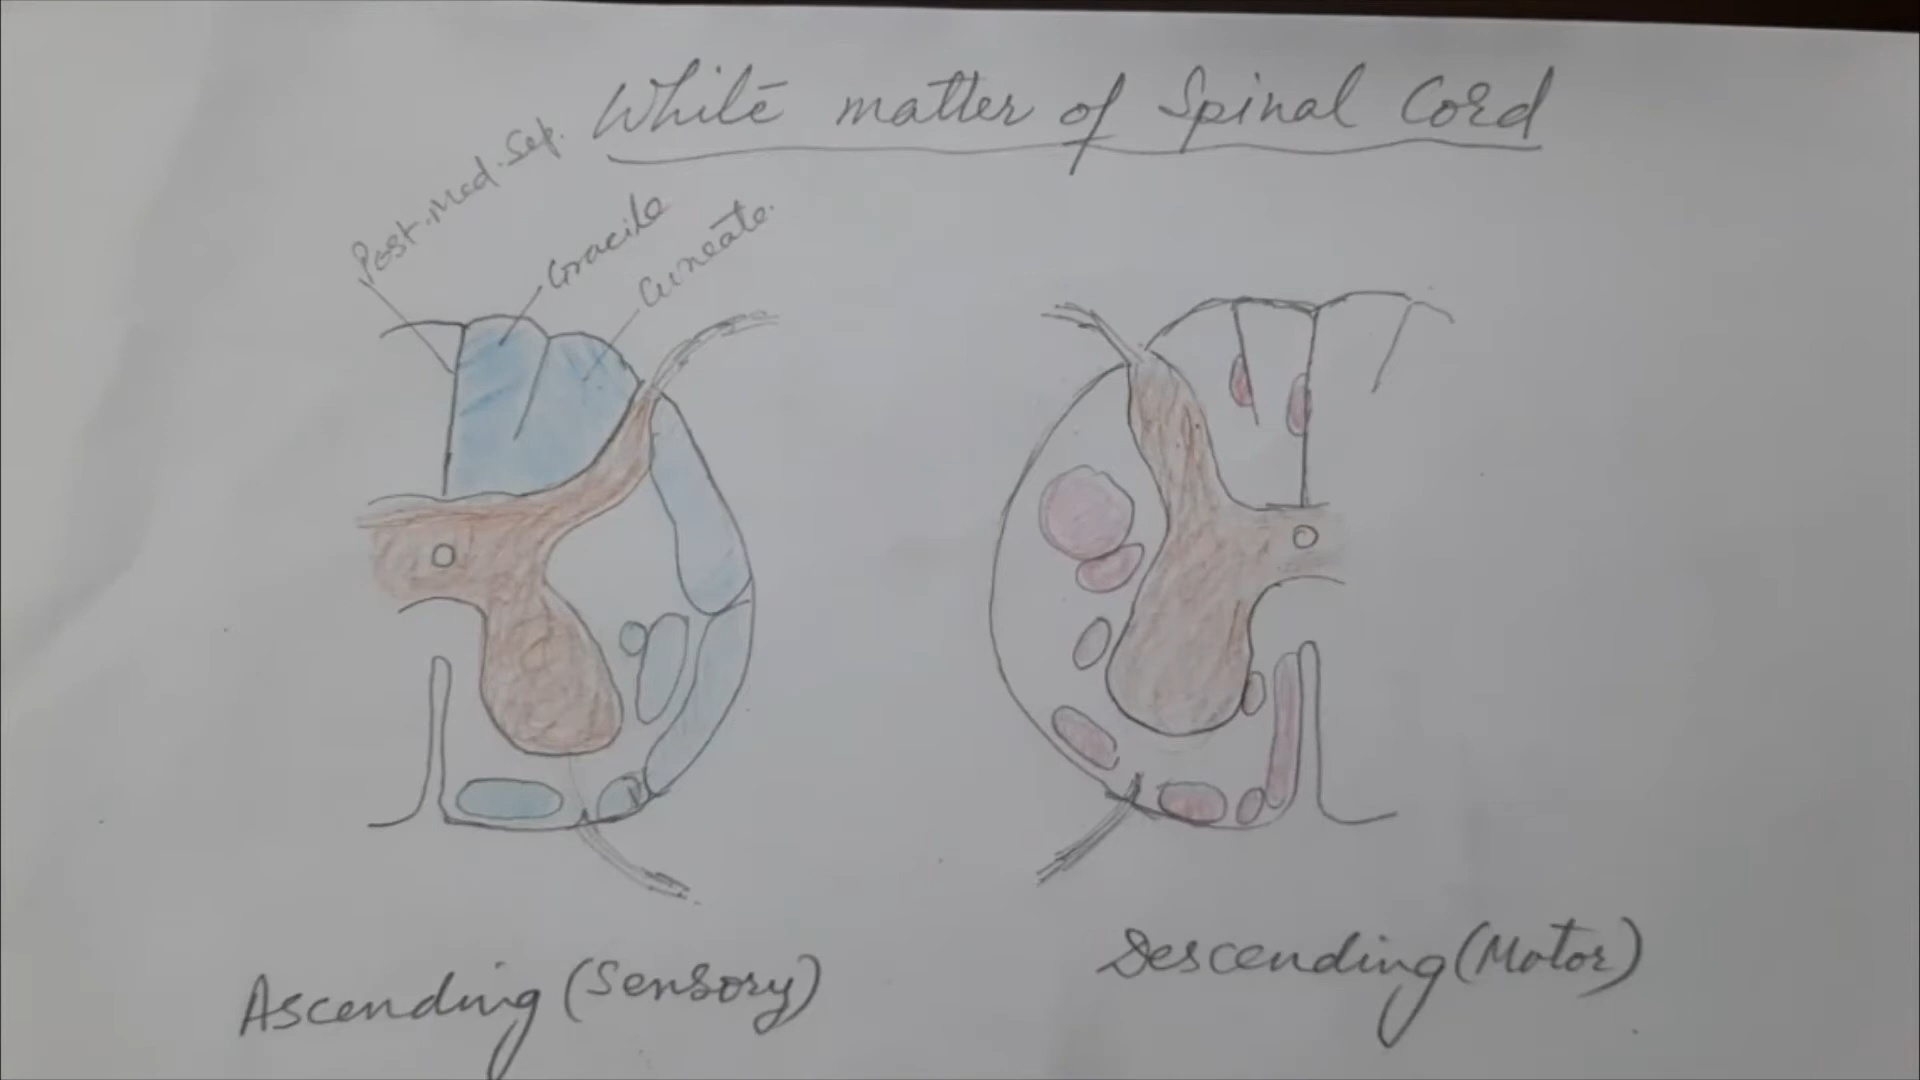 White matter of Spinal Cord
Post. Med. Sep.
Gracile
Cuneate.
Ascending (Sensory)
Descending (Motor)